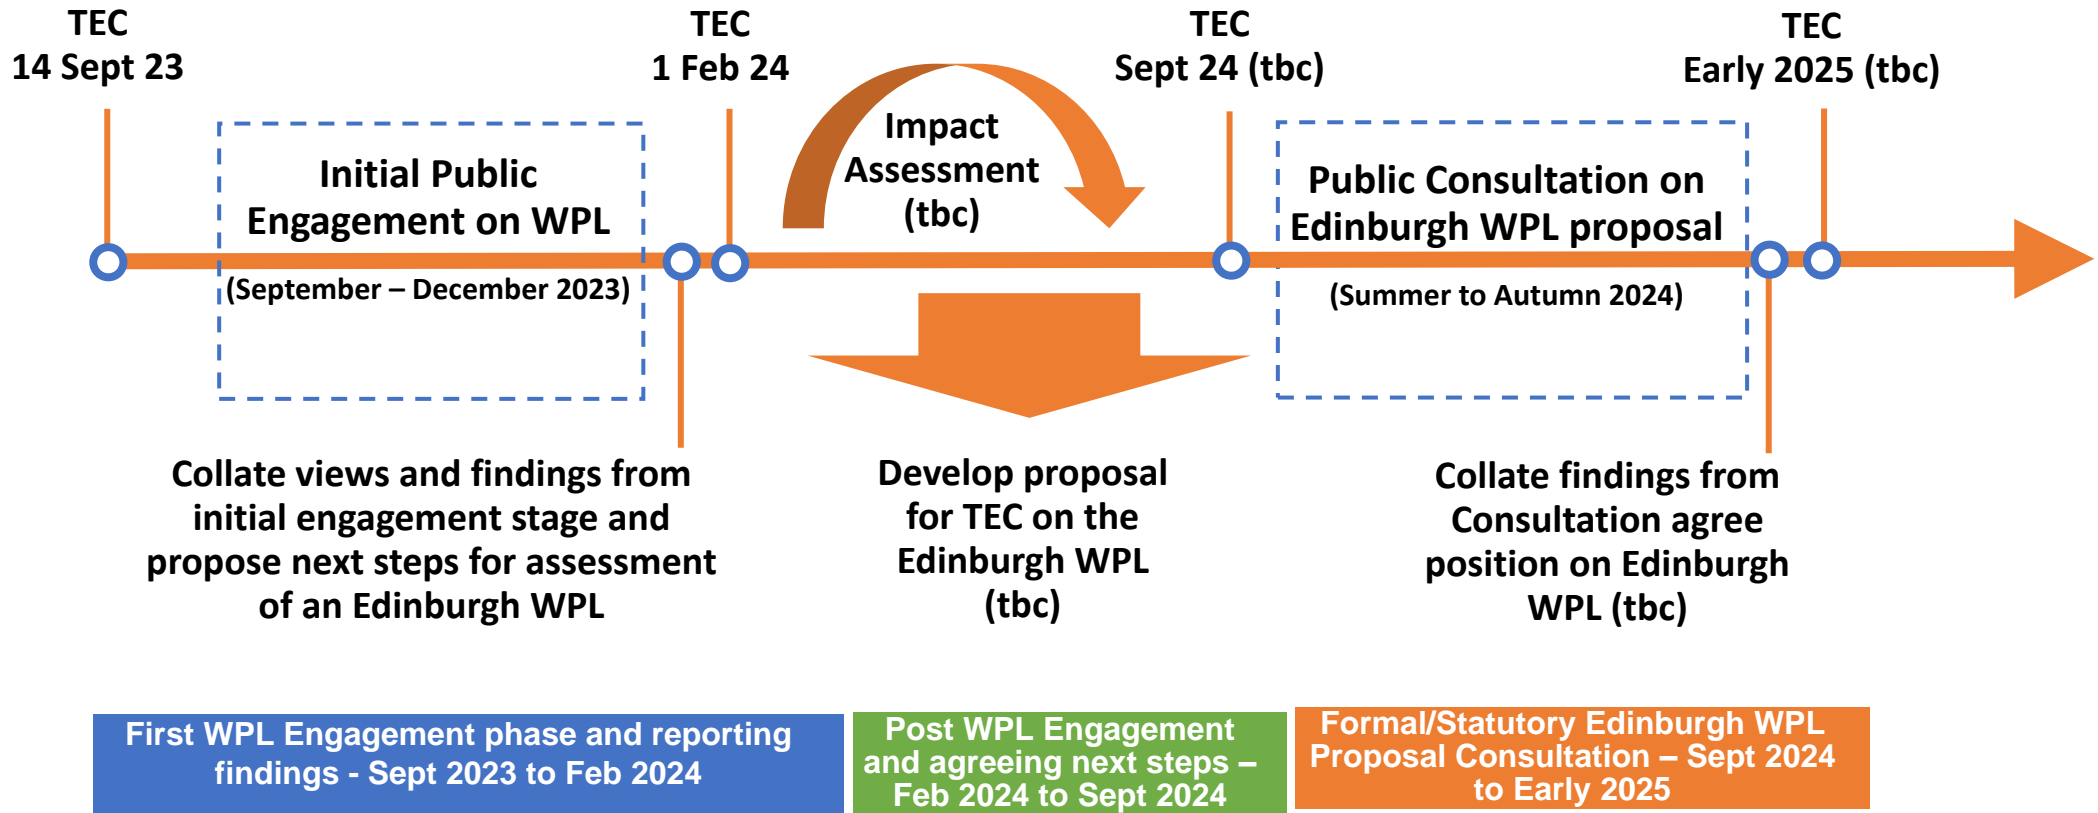 TEC
14 Sept 23
TEC
1 Feb 24
TEC
Sept 24 (tbc)
TEC
Early 2025 (tbc)
Initial Public
Engagement on WPL
(September – December 2023)
Impact
Assessment
(tbc)
Public Consultation on
Edinburgh WPL proposal
(Summer to Autumn 2024)
Collate views and findings from
initial engagement stage and
propose next steps for assessment
of an Edinburgh WPL
Develop proposal
for TEC on the
Edinburgh WPL
(tbc)
Collate findings from
Consultation agree
position on Edinburgh
WPL (tbc)
First WPL Engagement phase and reporting
findings - Sept 2023 to Feb 2024
Post WPL Engagement
and agreeing next steps –
Feb 2024 to Sept 2024
Formal/Statutory Edinburgh WPL
Proposal Consultation – Sept 2024
to Early 2025